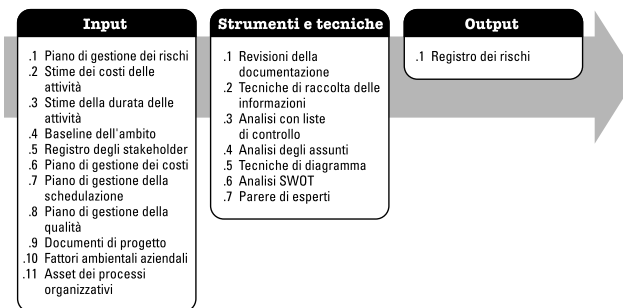 Input
.1 Piano di gestione dei rischi
.2 Stime dei costi delle
attività
.3 Stime della durata delle
attività
.4 Baseline dell'ambito
.5 Registro degli stakeholder
.6 Piano di gestione dei costi
.7 Piano di gestione della
schedulazione
.8 Piano di gestione della
qualità
.9 Documenti di progetto
.10 Fattori ambientali aziendali
.11 Asset dei processi
organizzativi
Strumenti e tecniche
.1 Revisioni della
documentazione
.2 Tecniche di raccolta delle
informazioni
.3 Analisi con liste
di controllo
.4 Analisi degli assunti
.5 Tecniche di diagramma
.6 Analisi SWOT
.7 Parere di esperti
Output
.1 Registro dei rischi